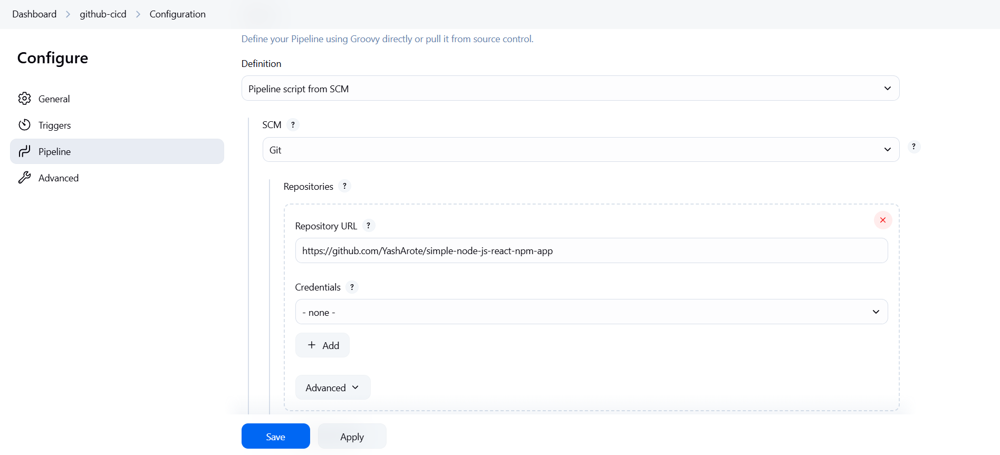 Dashboard > github-cicd > Configuration
Configure
General
Triggers
Pipeline
Advanced
Define your Pipeline using Groovy directly or pull it from source control.
Definition
Pipeline script from SCM
SCM ?
Git
?
Repositories ?
Repository URL ?
https://github.com/YashArote/simple-node-js-react-npm-app
Credentials ?
- none -
+ Add
Advanced
Save
Apply